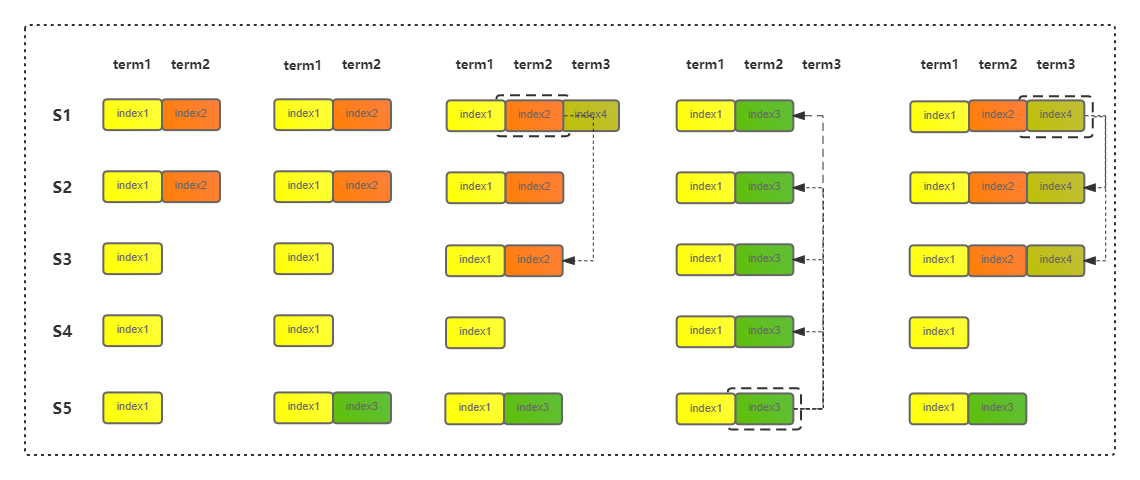 term1 term2 term1 term2 term1 term2 term3 term1 term2 term3 term1 term2 term3
S1 index1 index2 index1 index2 index1 index2 index4 index1 index3 index1 index2 index4
S2 index1 index2 index1 index2 index1 index2 index1 index3 index1 index2 index4
S3 index1 index1 index1 index2 index1 index3 index1 index2 index4
S4 index1 index1 index1 index1 index3 index1
S5 index1 index1 index3 index1 index3 index1 index3 index1 index3